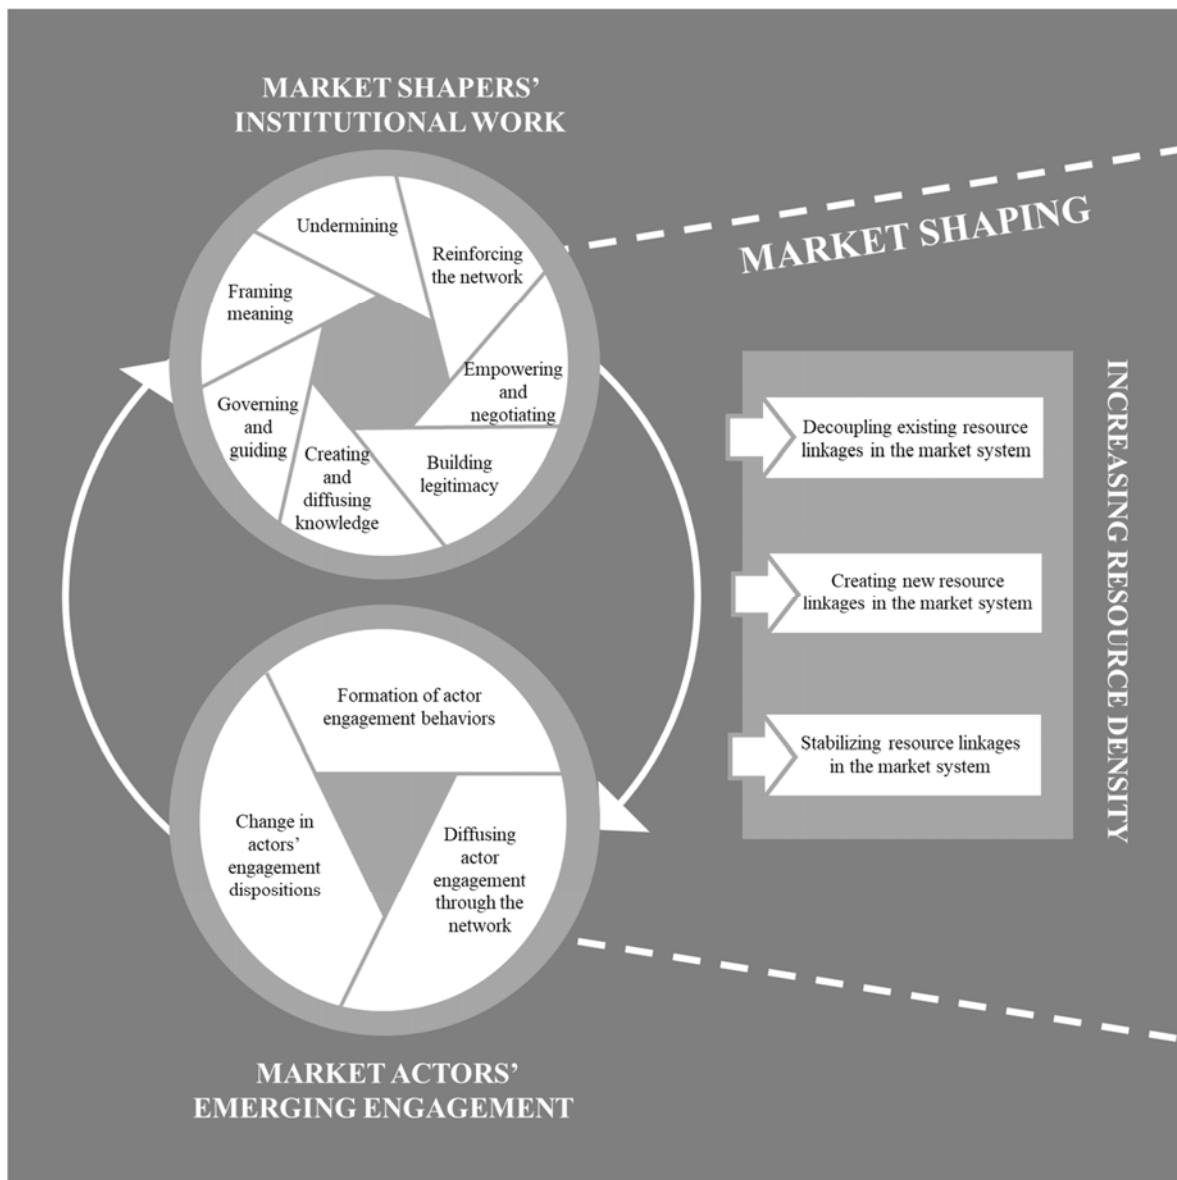 MARKET SHAPERS’
INSTITUTIONAL WORK
Undermining
Reinforcing
the network
Framing
meaning
Empowering
and
negotiating
Governing
and
guiding
Creating
and
diffusing
knowledge
Building
legitimacy
MARKET SHAPING
Decoupling existing resource
linkages in the market system
Creating new resource
linkages in the market system
Stabilizing resource linkages
in the market system
INCREASING RESOURCE DENSITY
Formation of actor
engagement behaviors
Change in
actors’
engagement
dispositions
Diffusing
actor
engagement
through the
network
MARKET ACTORS’
EMERGING ENGAGEMENT